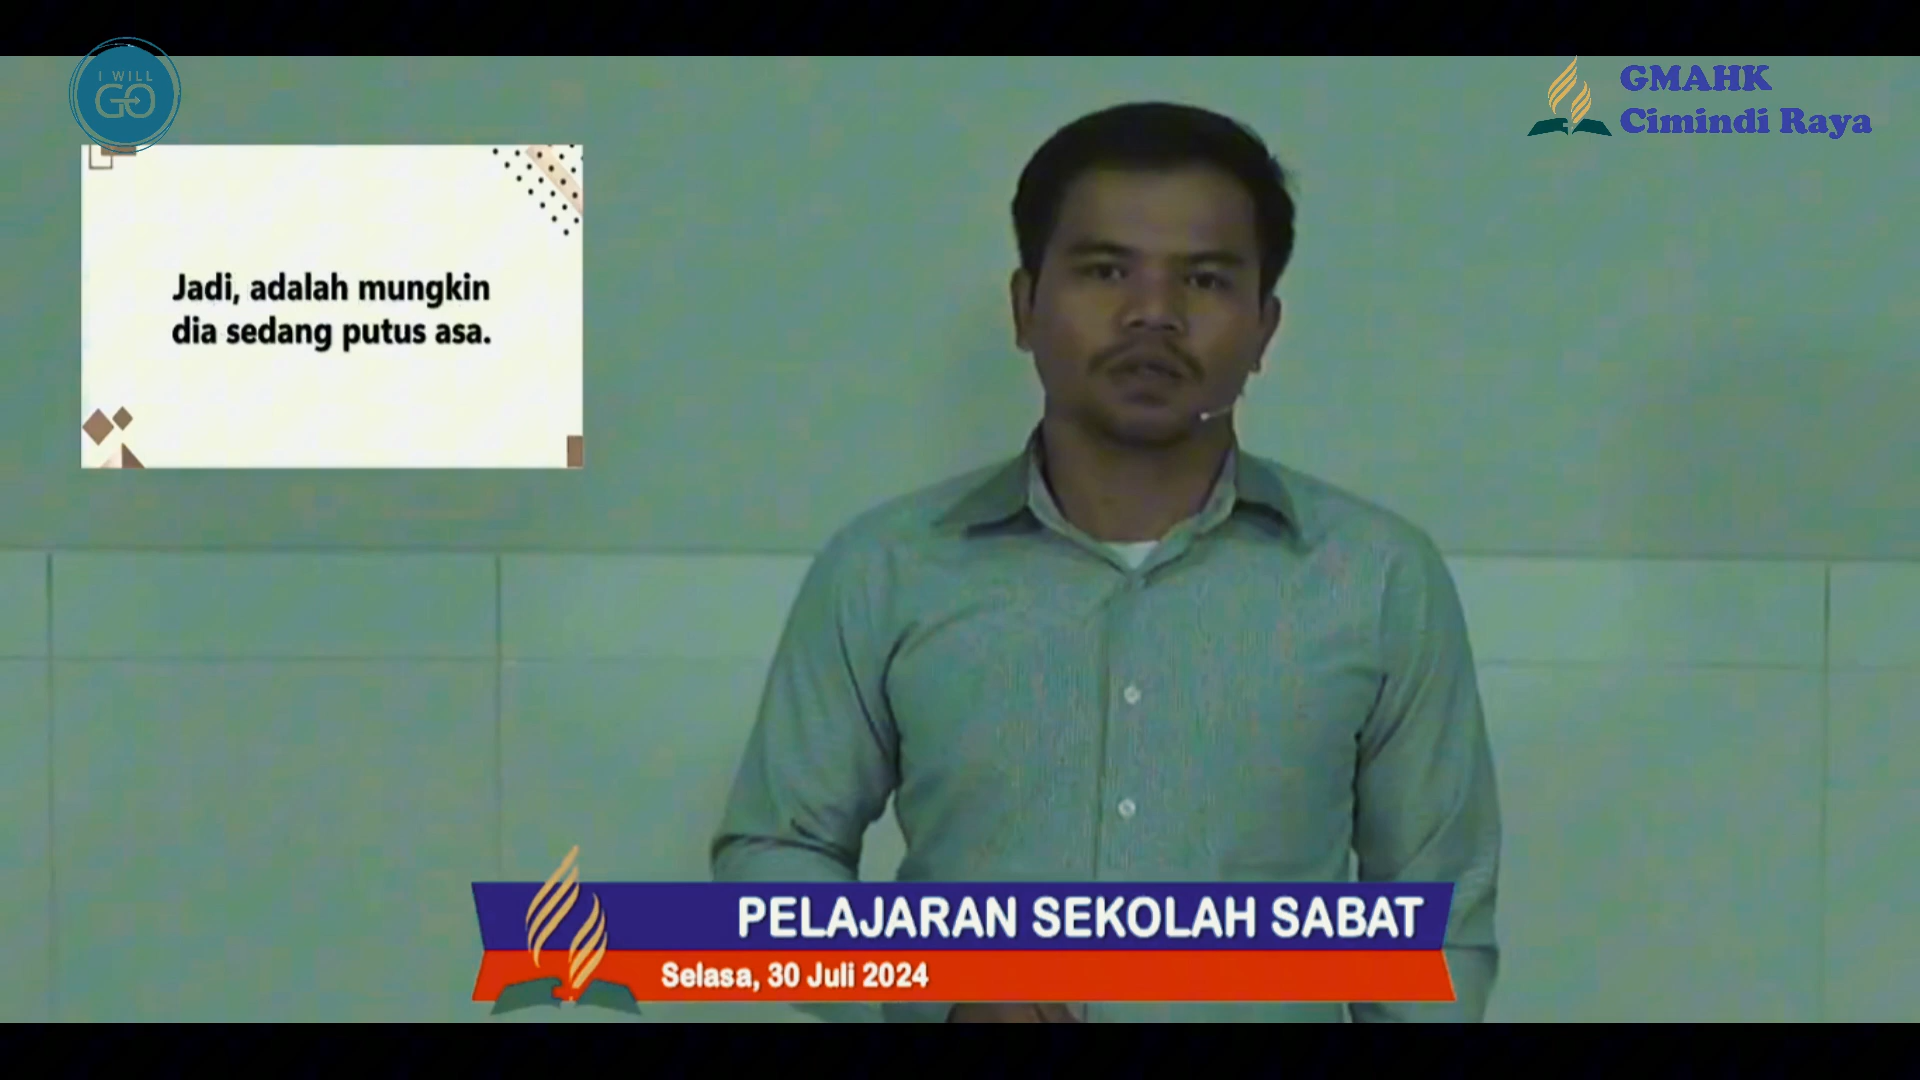 I WILL
GO
GMAHK
Cimindi Raya
Jadi, adalah mungkin
dia sedang putus asa.
PELAJARAN SEKOLAH SABAT
Selasa, 30 Juli 2024